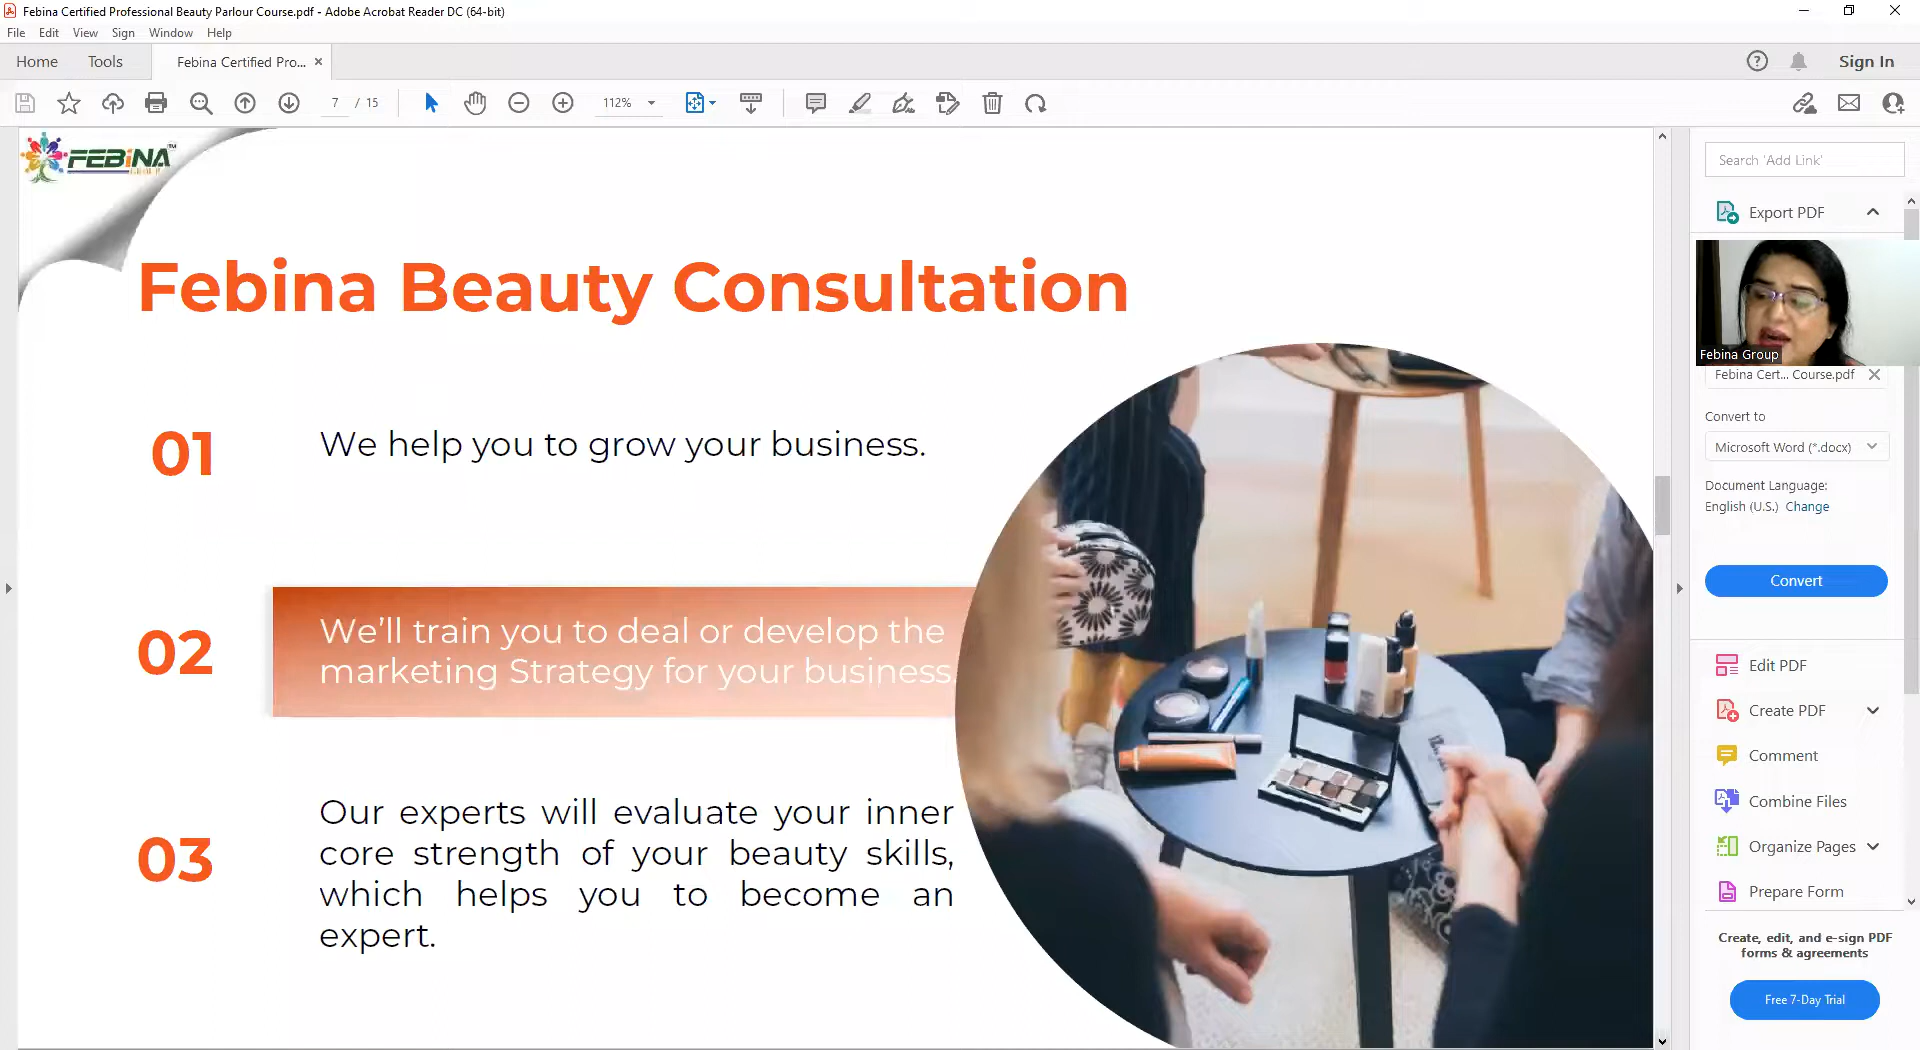 Febina Certified Professional Beauty Parlour Course.pdf - Adobe Acrobat Reader DC (64-bit)
File Edit View Sign Window Help
Home Tools Febina Certified Pro... × Sign In
7 / 15 112%
FEBiNA™
Search 'Add Link'
Export PDF
Febina Group
Febina Cert... Course.pdf
Convert to
Microsoft Word (*.docx)
Document Language:
English (U.S.) Change
Convert
Edit PDF
Create PDF
Comment
Combine Files
Organize Pages
Prepare Form
Create, edit, and e-sign PDF
forms & agreements
Free 7-Day Trial
Febina Beauty Consultation
01
We help you to grow your business.
02
We'll train you to deal or develop the
marketing Strategy for your business
03
Our experts will evaluate your inner
core strength of your beauty skills,
which helps you to become an
expert.